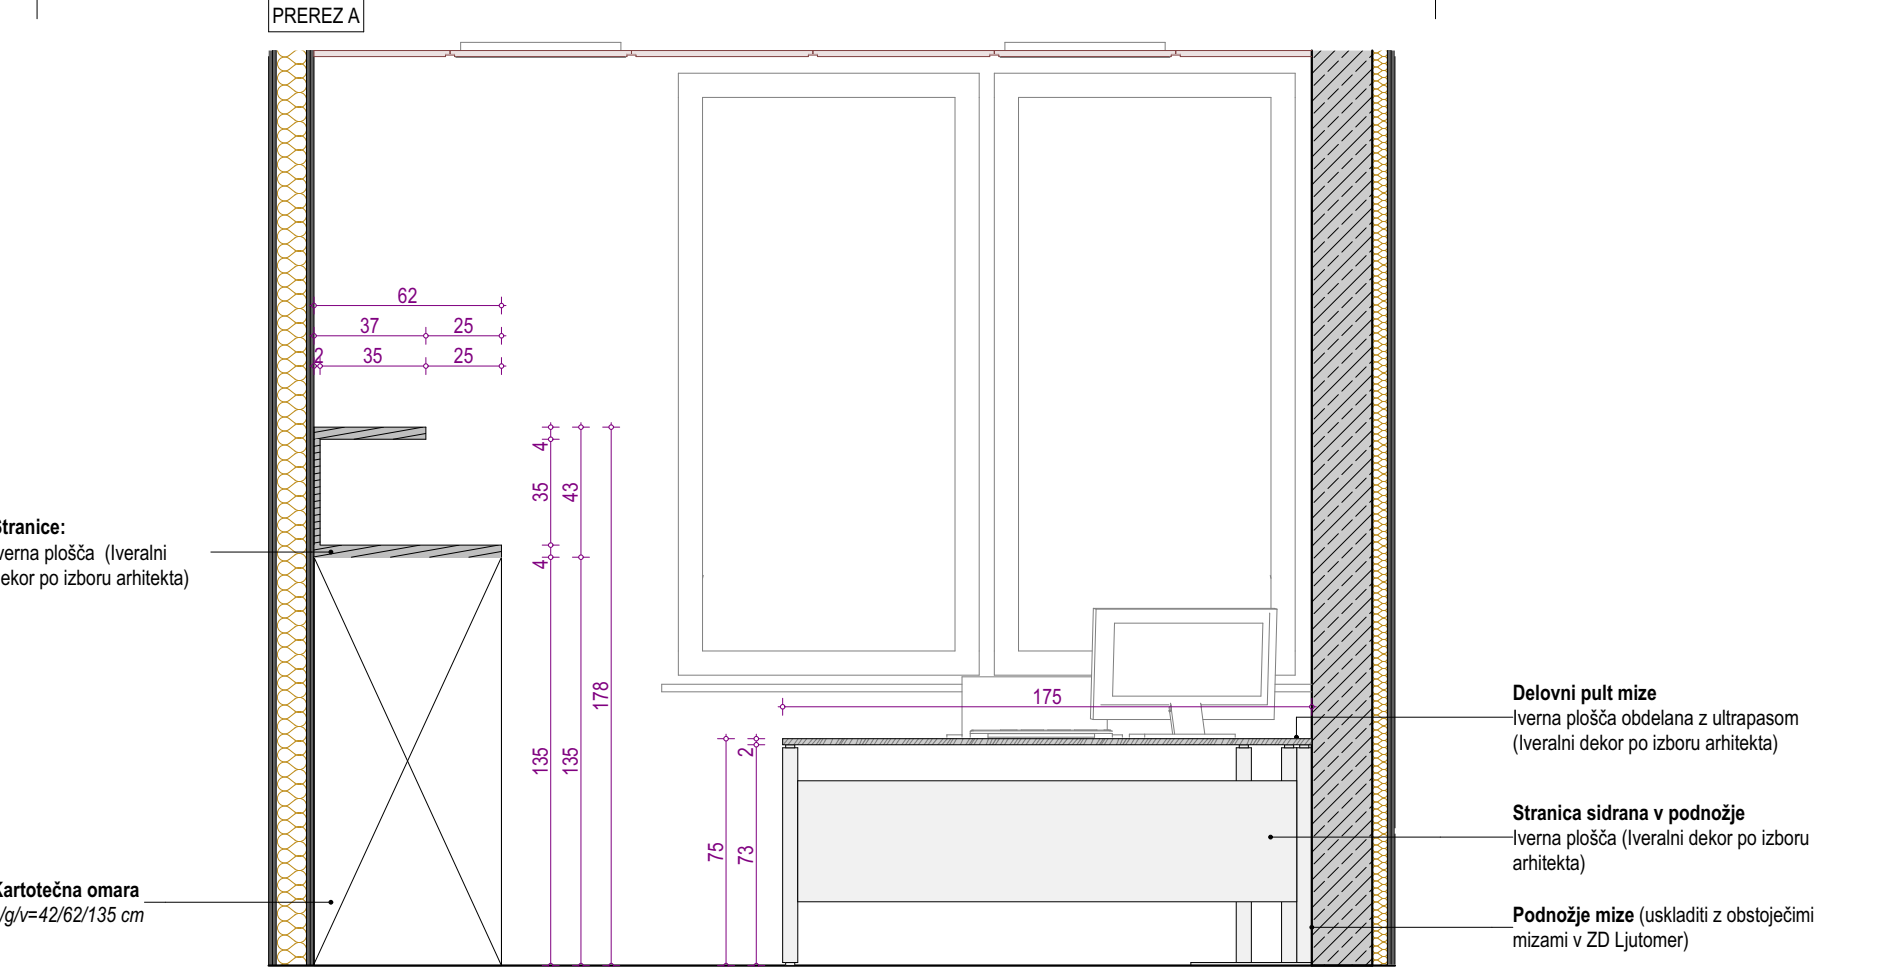 PREREZ A
62
37 25
2 35 25
4
35 43
4
178
135 135
Stranice:
verna plošča (Iveralni
ekor po izboru arhitekta)
Kartotečna omara
/g/v=42/62/135 cm
175
2
75 73
Delovni pult mize
Iverna plošča obdelana z ultrapasom
(Iveralni dekor po izboru arhitekta)
Stranica sidrana v podnožje
Iverna plošča (Iveralni dekor po izboru
arhitekta)
Podnožje mize (uskladiti z obstoječimi
mizami v ZD Ljutomer)